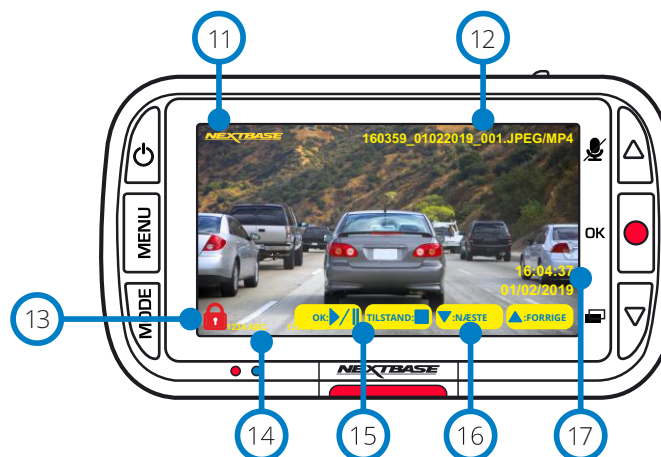 11
12
NEXTBASE
160359_01022019_001.JPEG/MP4
MENU
OK
16:04:37
01/02/2019
MODE
13
OK:
TILSTAND:
:NÆSTE
:FORRIGE
NEXTBASE
14
15
16
17